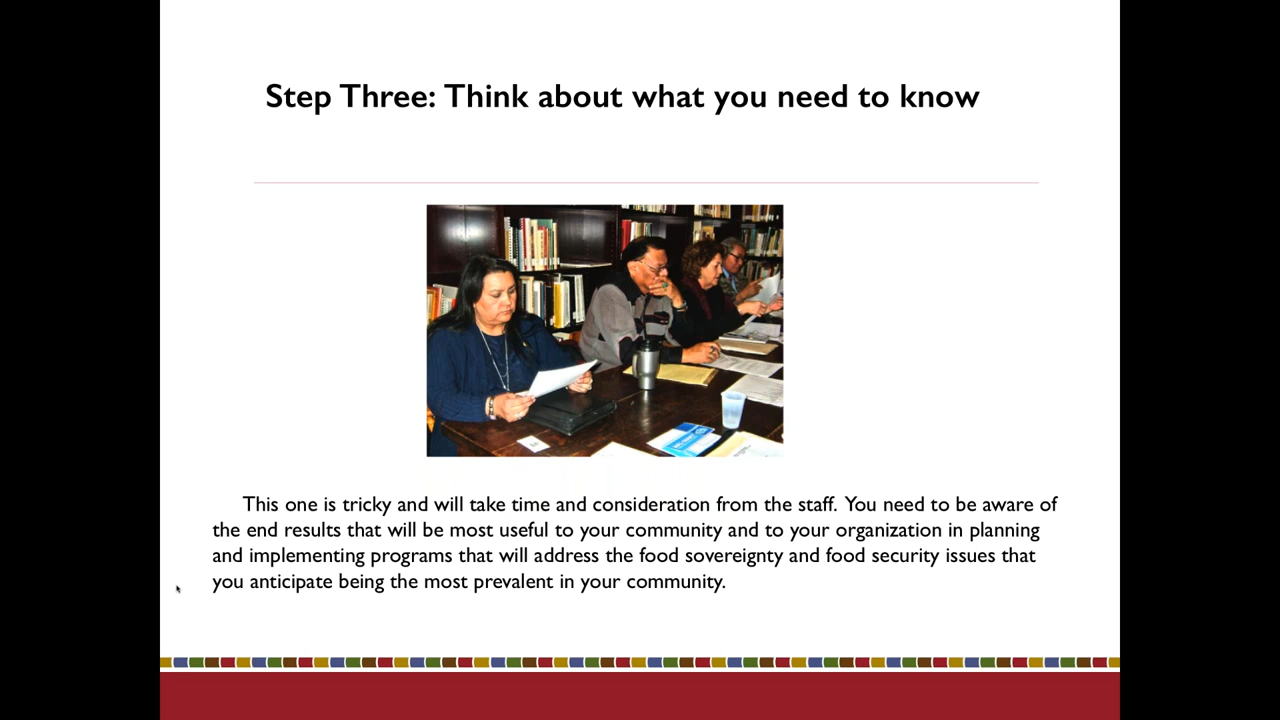 Step Three: Think about what you need to know
This one is tricky and will take time and consideration from the staff. You need to be aware of
the end results that will be most useful to your community and to your organization in planning
and implementing programs that will address the food sovereignty and food security issues that
you anticipate being the most prevalent in your community.